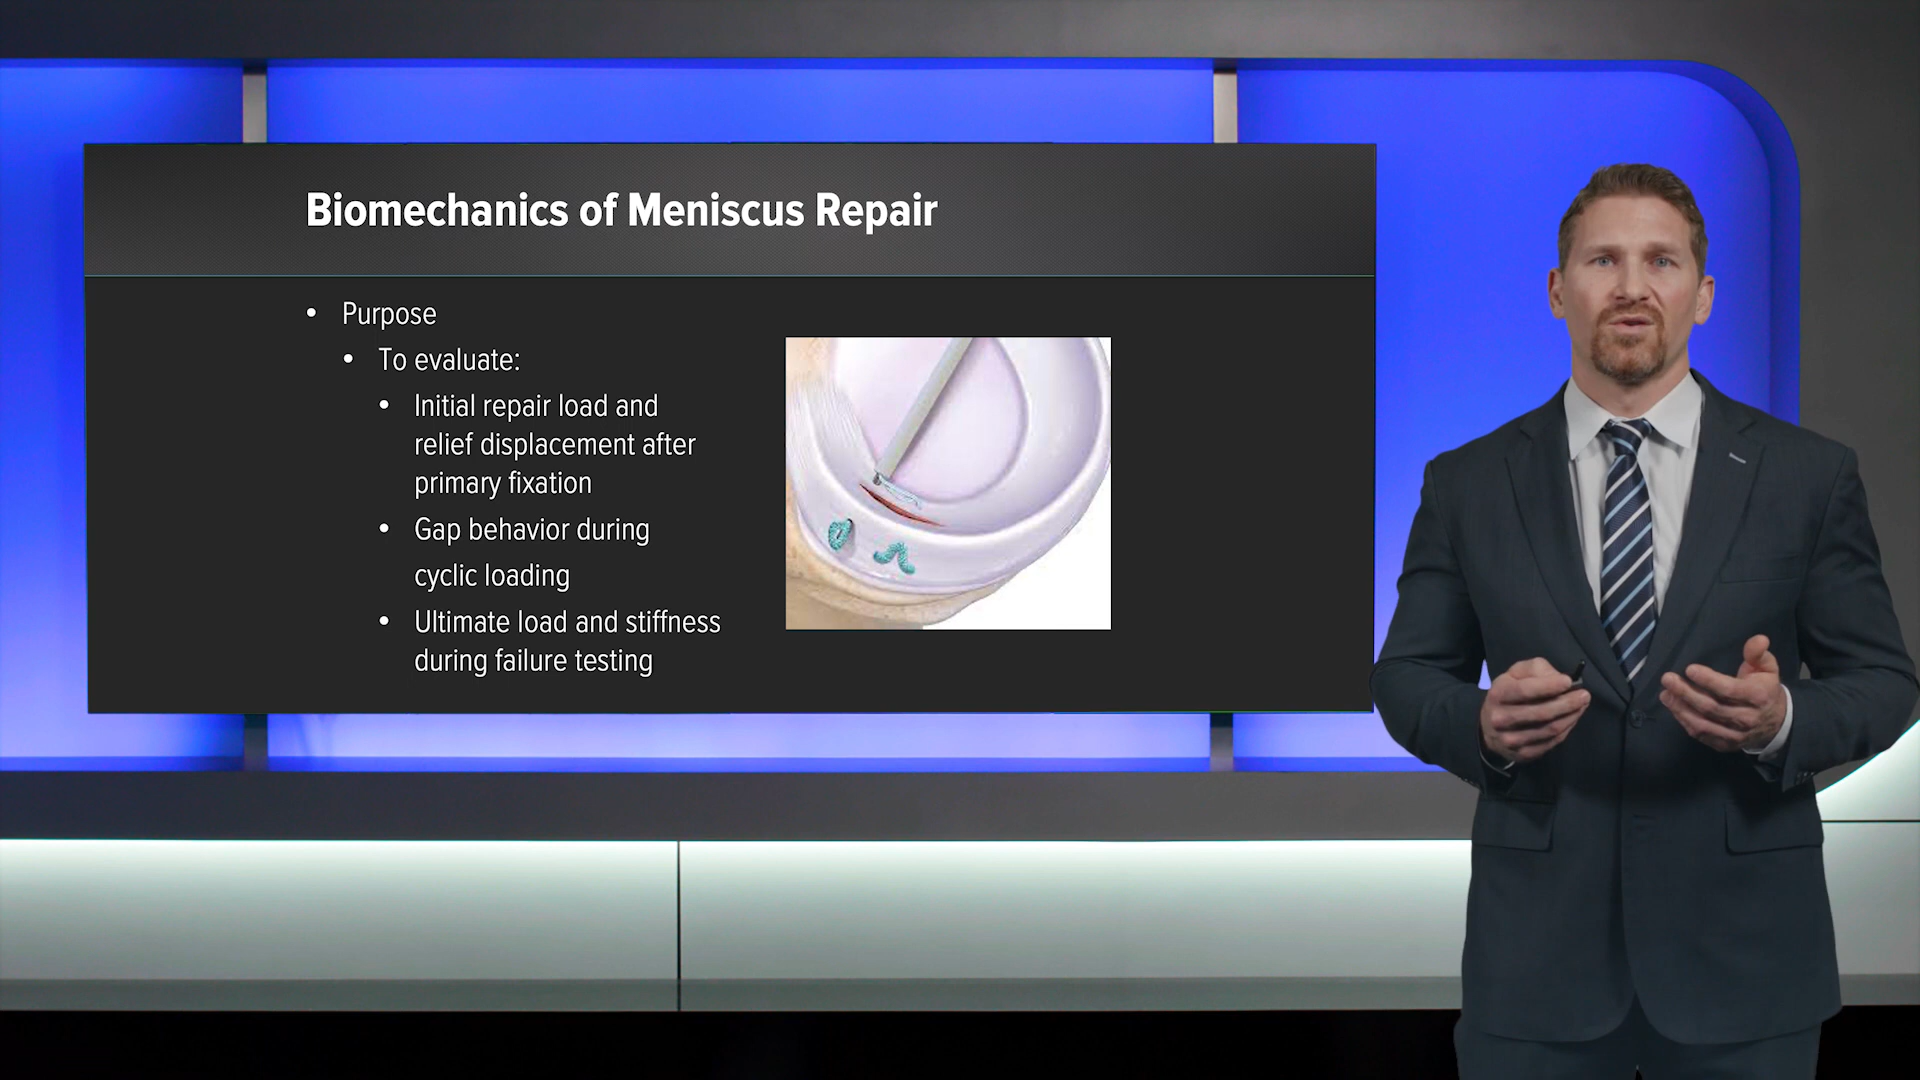 Biomechanics of Meniscus Repair
• Purpose
• To evaluate:
• Initial repair load and
relief displacement after
primary fixation
• Gap behavior during
cyclic loading
• Ultimate load and stiffness
during failure testing